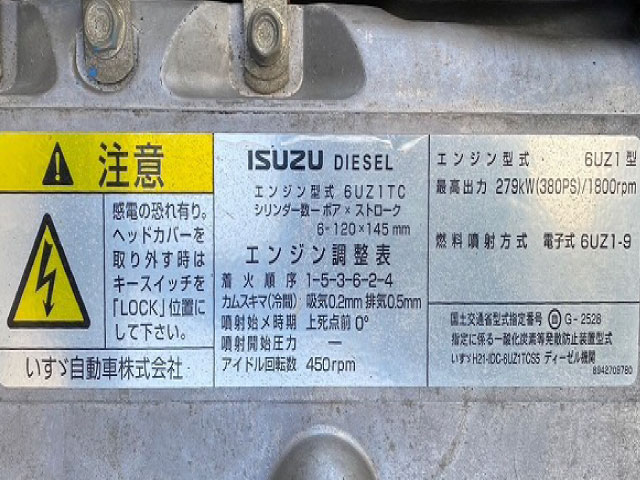 注意
感電の恐れ有り。
ヘッドカバーを
取り外す時は
キースイッチを
「LOCK」位置に
して下さい。
いすゞ自動車株式会社
ISUZU DIESEL
エンジン型式 6UZ1TC
シリンダー数ーボア×ストローク
6-120×145mm
エンジン調整表
着火順序 1-5-3-6-2-4
カムスキマ(冷間) 吸気0.2mm 排気0.5mm
噴射始メ時期 上死点前0°
噴射開始圧力 ー
アイドル回転数 450rpm
エンジン型式 6UZ1型
最高出力 279kW(380PS)/1800rpm
燃料噴射方式 電子式6UZ1-9
国土交通省型式指定番号 G-2528
指定に係る一酸化炭素等発散防止装置型式
いすゞH21-IDC-6UZ1TCS5 ディーゼル機関
8942709780